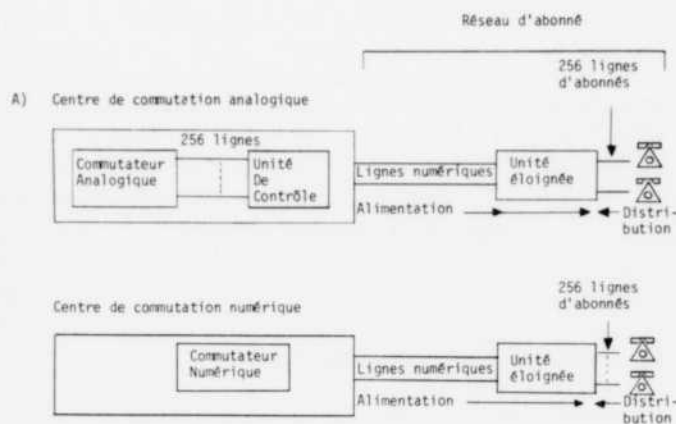 Réseau d'abonné
256 lignes
d'abonnés
A) Centre de commutation analogique
256 lignes
Commutateur
Analogique
Unité
De
Contrôle
Lignes numériques
Unité
éloignée
Alimentation
Distri-
bution
256 lignes
d'abonnés
Centre de commutation numérique
Commutateur
Numérique
Lignes numériques
Unité
éloignée
Alimentation
Distri-
bution